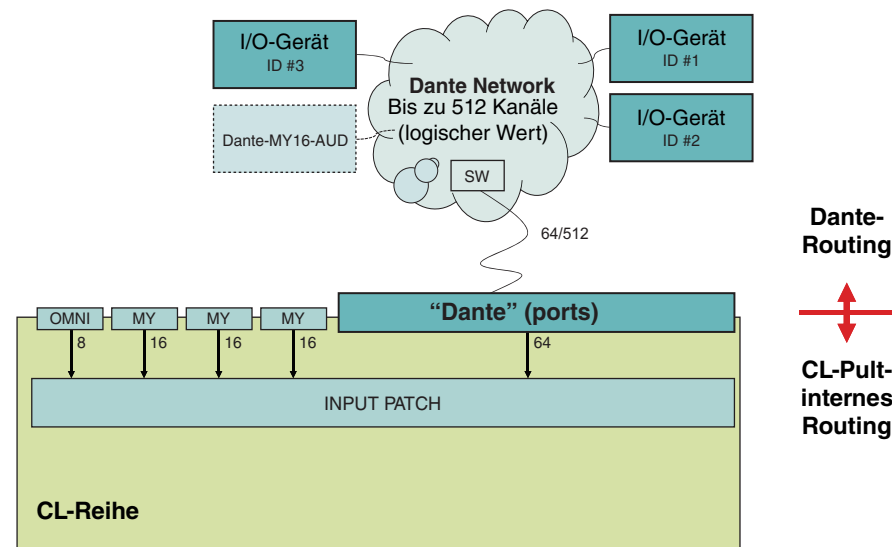 I/O-Gerät
ID #3
I/O-Gerät
ID #1
Dante Network
Bis zu 512 Kanäle
(logischer Wert)
Dante-MY16-AUD
I/O-Gerät
ID #2
SW
64/512
Dante-
Routing
"Dante" (ports)
OMNI
MY
MY
MY
8
16
16
16
64
INPUT PATCH
CL-Pult-
internes
Routing
CL-Reihe